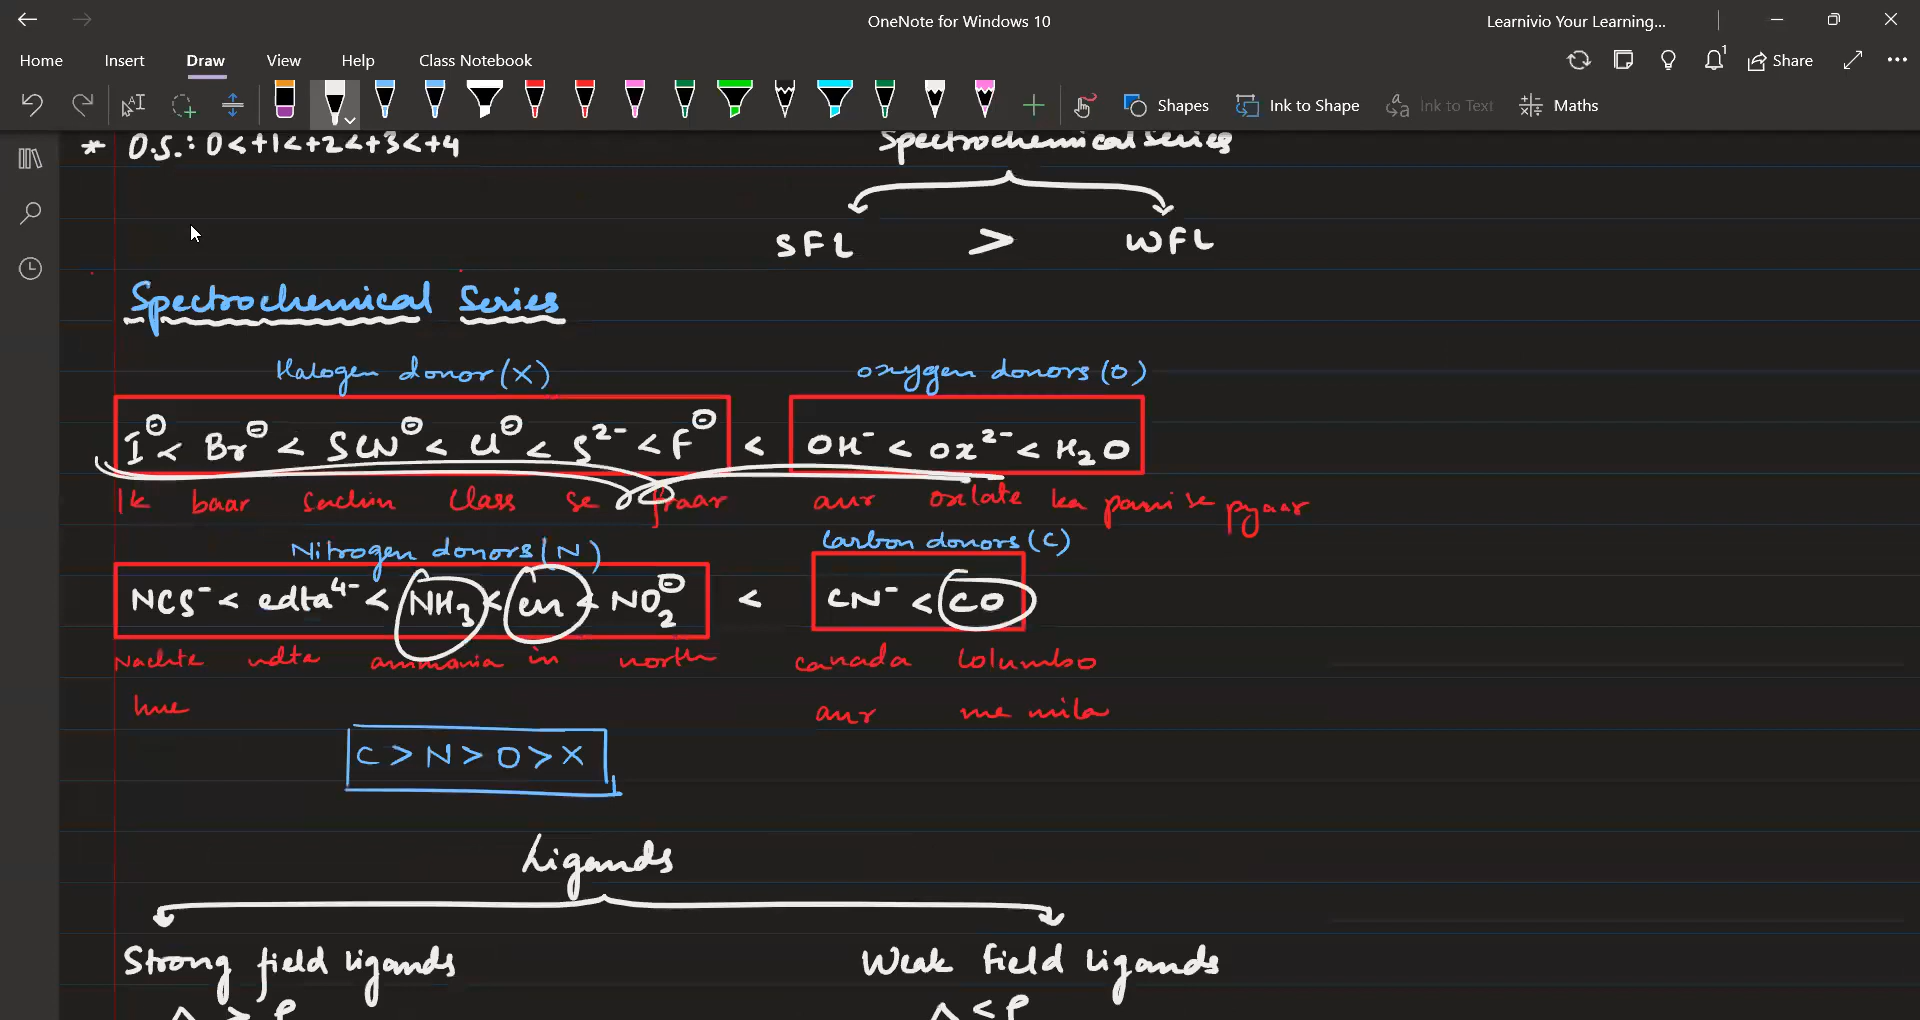 OneNote for Windows 10
Learnivio Your Learning...
Home Insert Draw View Help Class Notebook
1 Share
Shapes Ink to Shape Ink to Text Maths
* O.S. : 0 < +1 < +2 < +3 < +4
Spectrochemical Series
SFL > WFL
Spectrochemical Series
Halogen donor (X) oxygen donors (O)
I⊖ < Br⊖ < SCN⊖ < Cl⊖ < S²⁻ < F⊖ < OH⁻ < ox²⁻ < H₂O
Ik baar sachin Class se fraar aur oxlate ka pani se pyaar
Nitrogen donors (N) Carbon donors (C)
NCS⁻ < edta⁴⁻ < NH₃ < en < NO₂⊖ < CN⁻ < CO
Nachte udte ammania in north canada Columbo
hue aur me mila
C > N > O > X
Ligands
Strong field ligands Weak field ligands
Δ > P Δ < P